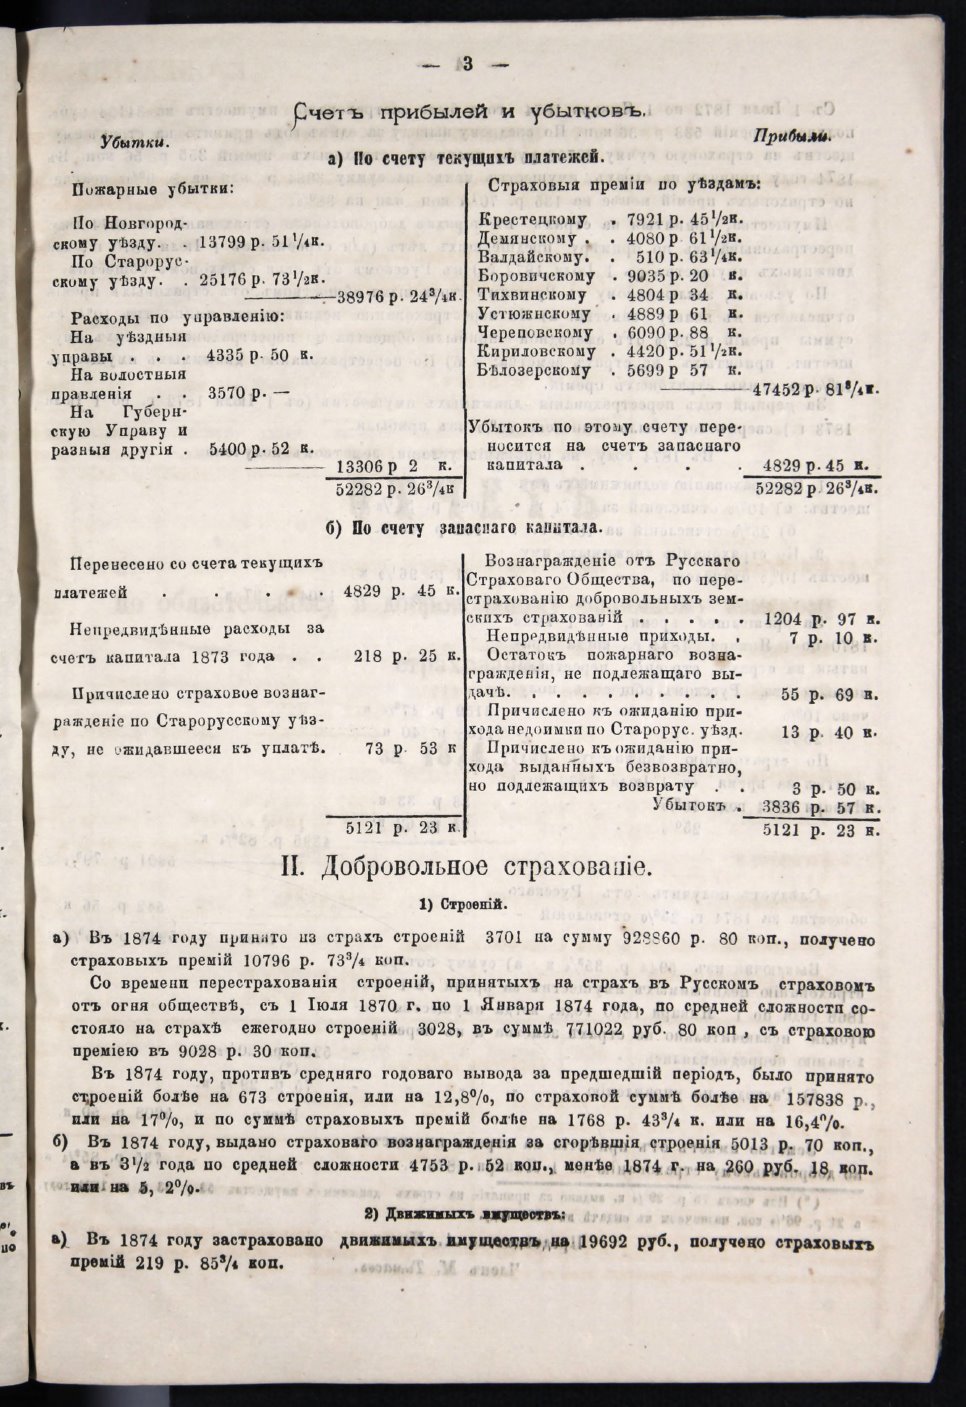 — 3 —
Счетъ прибылей и убытковъ.
Убытки.
Прибыли.
а) По счету текущихъ платежей.
Пожарные убытки:
По Новгород-
скому уѣзду. . 13799 р. 51¼к.
По Старорус-
скому уѣзду. . 25176 р. 73½к.
38976 р. 24¾к.
Расходы по управленію:
На уѣздныя
управы . . . 4335 р. 50 к.
На волостныя
правленія . . 3570 р. —
На Губерн-
скую Управу и
разныя другія . 5400 р. 52 к.
13306 р 2 к.
52282 р. 26¾к
Страховыя преміи по уѣздамъ:
Крестецкому . 7921 р. 45½к.
Демянскому . . 4080 р 61½к.
Валдайскому. . 510 р. 63¼к.
Боровичскому . 9035 р. 20 к.
Тихвинскому . 4804 р 34 к.
Устюжнскому . 4889 р 61 к.
Череповскому . 6090 р. 88 к.
Кириловскому . 4420 р. 51½к.
Бѣлозерскому . 5699 р 57 к.
47452 р. 81¾к.
Убытокъ по этому счету пере-
носится на счетъ запаснаго
капитала . . . . 4829 р. 45 к.
52282 р. 26¾к.
б) По счету запаснаго капитала.
Перенесено со счета текущихъ
платежей . . . . . 4829 р. 45 к.
Непредвидѣнные расходы за
счетъ капитала 1873 года . . 218 р. 25 к.
Причислено страховое вознаг-
ражденіе по Старорусскому уѣз-
ду, не ожидавшееся къ уплатѣ. 73 р. 53 к
5121 р. 23 к.
Вознагражденіе отъ Русскаго
Страховаго Общества, по пере-
страхованію добровольныхъ зем-
скихъ страхованій . . . . . 1204 р. 97 к.
Непредвидѣнные приходы. . 7 р. 10 к.
Остатокъ пожарнаго возна-
гражденія, не подлежащаго вы-
дачѣ. . . . . . . . . . 55 р. 69 к.
Причислено къ ожиданію при-
хода недоимки по Старорус. уѣзд. 13 р. 40 к.
Причислено къ ожиданію при-
хода выданныхъ безвозвратно,
но подлежащихъ возврату . . 3 р. 50 к.
Убытокъ . 3836 р. 57 к.
5121 р. 23 к.
II. Добровольное страхованіе.
1) Строеній.
а) Въ 1874 году принято из страхъ строеній 3701 на сумму 928860 р. 80 коп., получено
страховыхъ премій 10796 р. 73¾ коп.
Со времени перестрахованія строеній, принятыхъ на страхъ въ Русскомъ страховомъ
отъ огня обществѣ, съ 1 Іюля 1870 г. по 1 Января 1874 года, по средней сложности со-
стояло на страхѣ ежегодно строеній 3028, въ суммѣ 771022 руб. 80 коп , съ страховою
преміею въ 9028 р. 30 коп.
Въ 1874 году, противъ средняго годоваго вывода за предшедшій періодъ, было принято
строеній болѣе на 673 строенія, или на 12,8%, по страховой суммѣ болѣе на 157838 р.,
или на 17%, и по суммѣ страховыхъ премій болѣе на 1768 р. 43¾ к. или на 16,4%.
б) Въ 1874 году, выдано страховаго вознагражденія за сгорѣвшія строенія 5013 р. 70 коп.,
а въ 3½ года по средней сложности 4753 р. 52 коп., менѣе 1874 г. на 260 руб. 18 коп.
или на 5, 2%.
2) Движимыхъ имуществъ:
а) Въ 1874 году застраховано движимыхъ имуществъ на 19692 руб., получено страховыхъ
премій 219 р. 85¾ коп.